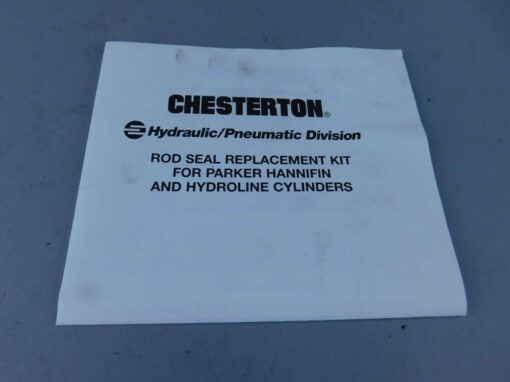 CHESTERTON®
Hydraulic/Pneumatic Division
ROD SEAL REPLACEMENT KIT
FOR PARKER HANNIFIN
AND HYDROLINE CYLINDERS